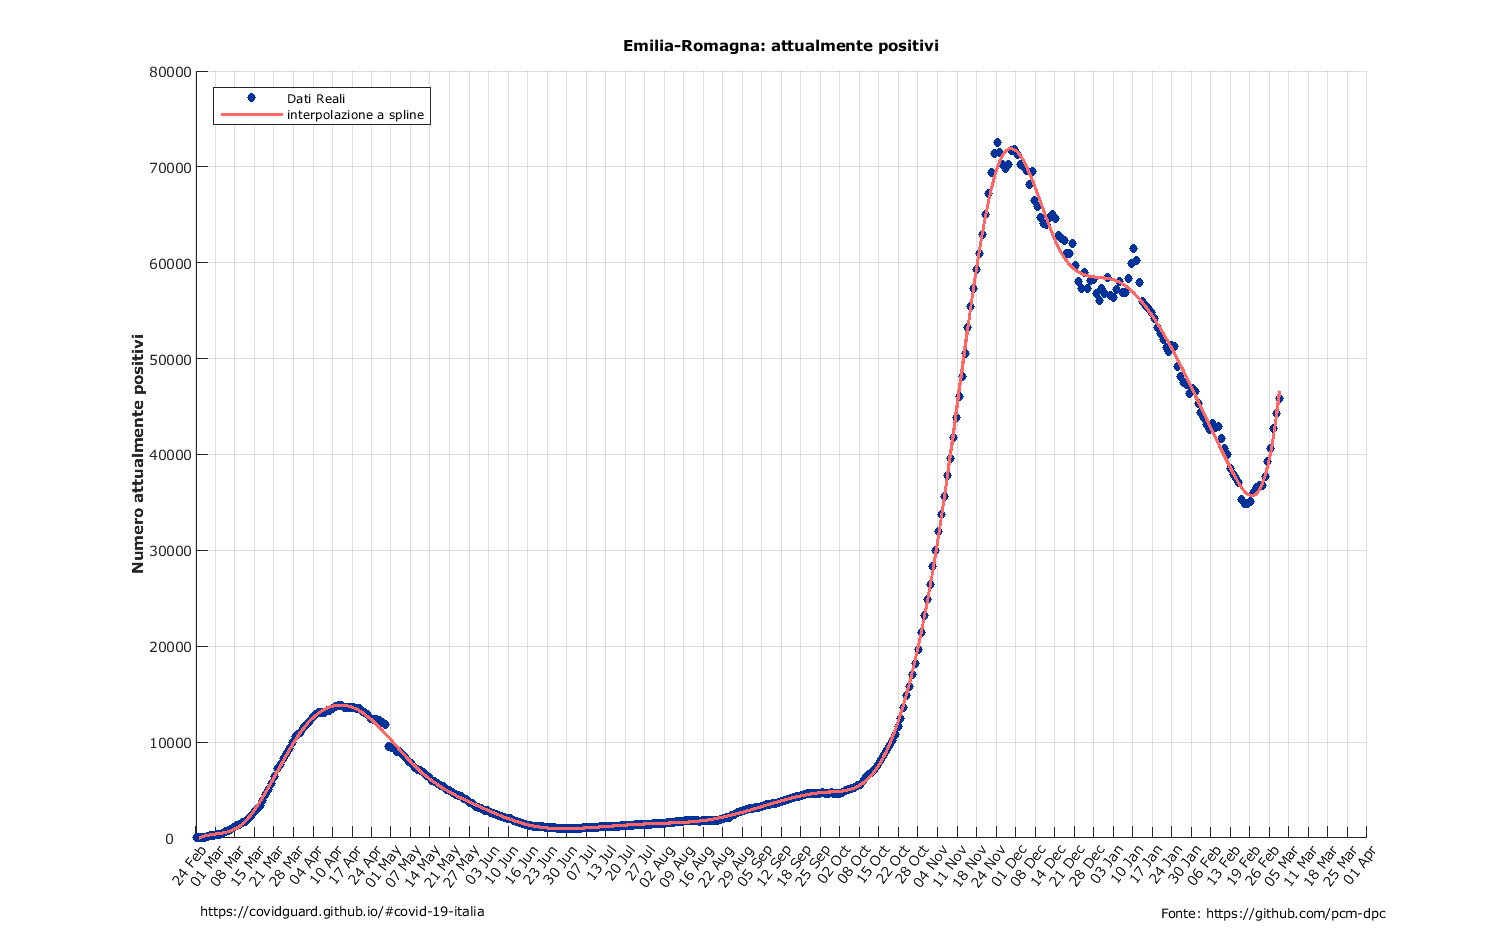 Emilia-Romagna: attualmente positivi
Dati Reali
interpolazione a spline
Numero attualmente positivi
80000
70000
60000
50000
40000
30000
20000
10000
0
24 Feb
01 Mar
08 Mar
15 Mar
21 Mar
28 Mar
04 Apr
10 Apr
17 Apr
24 Apr
01 May
07 May
14 May
21 May
27 May
03 Jun
10 Jun
16 Jun
23 Jun
30 Jun
07 Jul
13 Jul
20 Jul
27 Aug
02 Aug
09 Aug
16 Aug
22 Aug
29 Aug
05 Sep
12 Sep
18 Sep
25 Sep
02 Oct
08 Oct
15 Oct
22 Oct
28 Oct
04 Nov
11 Nov
18 Nov
24 Nov
01 Dec
08 Dec
14 Dec
21 Dec
28 Dec
03 Jan
10 Jan
17 Jan
24 Jan
30 Jan
06 Feb
13 Feb
19 Feb
26 Feb
05 Mar
11 Mar
18 Mar
25 Mar
01 Apr
https://covidguard.github.io/#covid-19-italia
Fonte: https://github.com/pcm-dpc